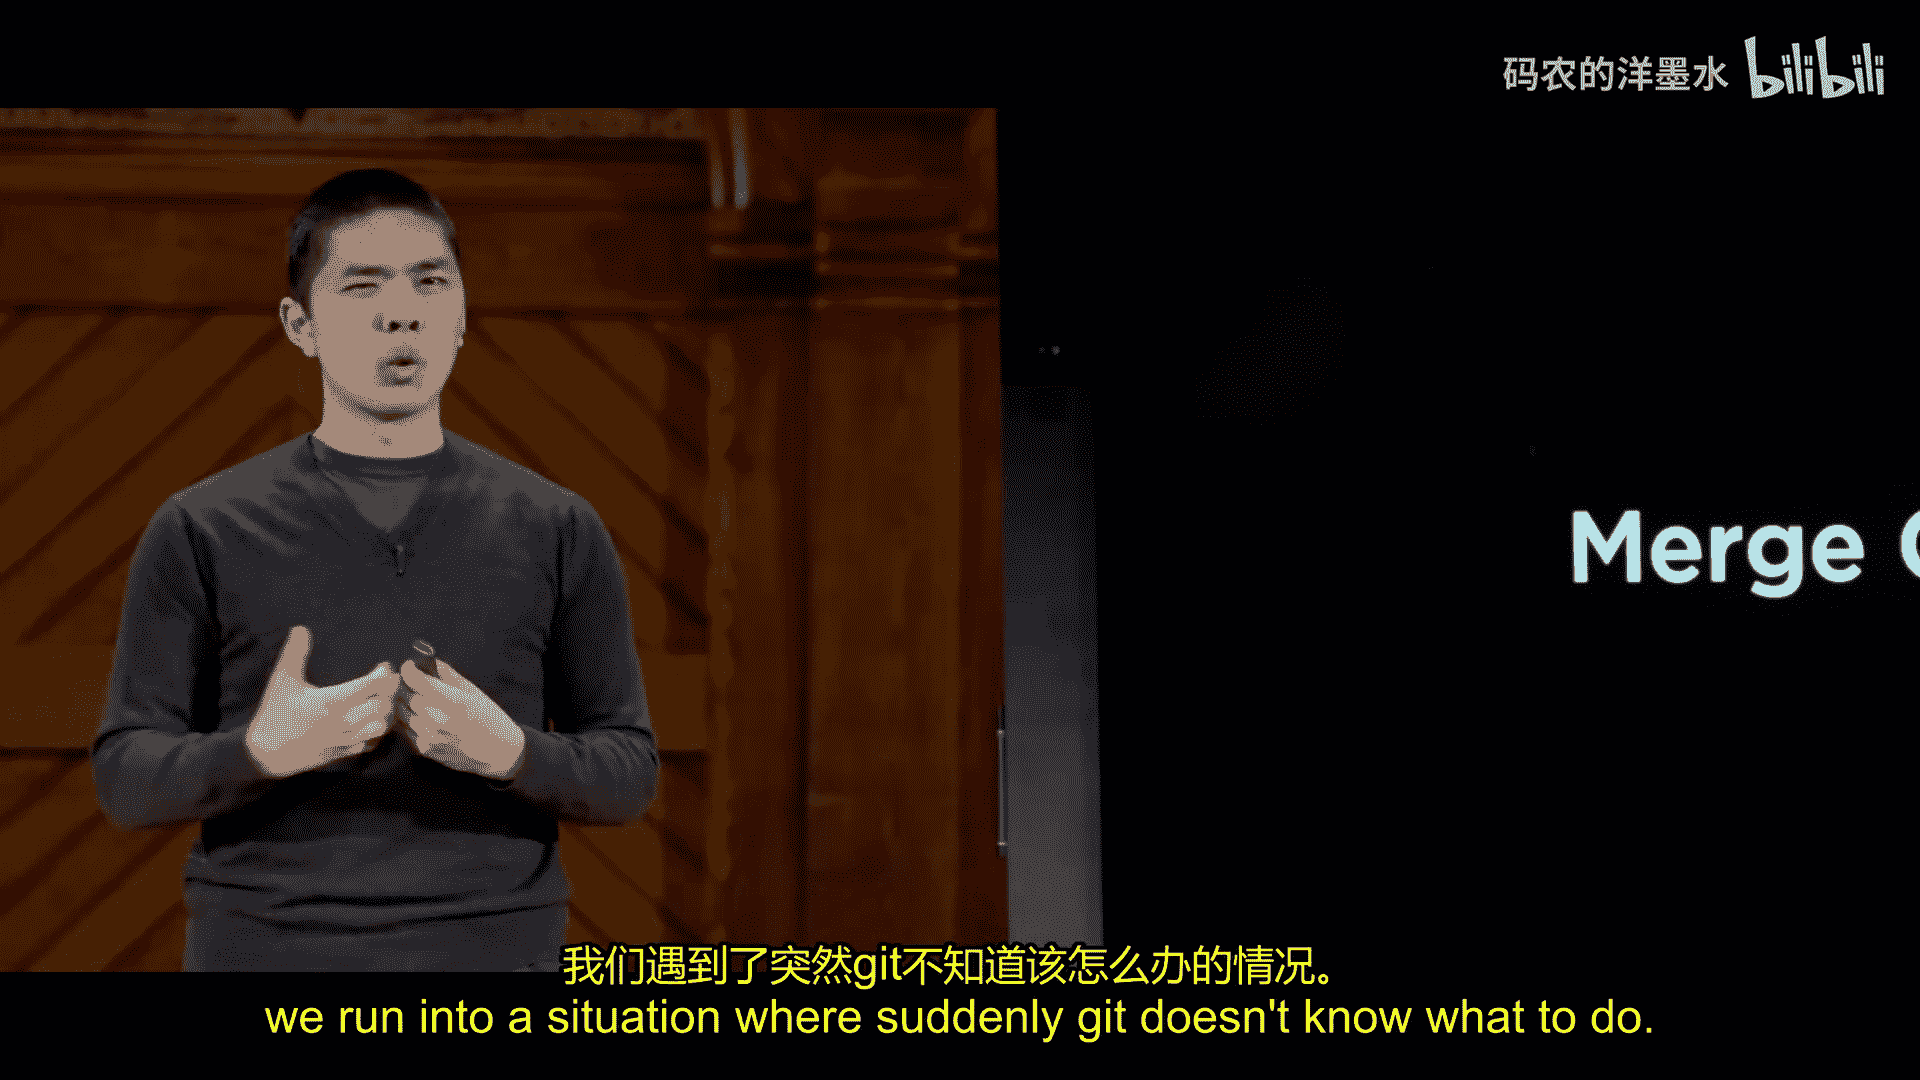 码农的洋墨水 bilibili
Merge
我们遇到了突然git不知道该怎么办的情况。
we run into a situation where suddenly git doesn't know what to do.